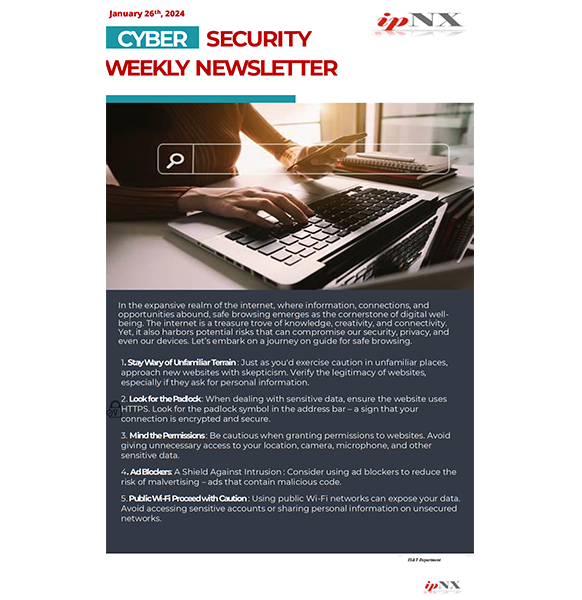 January 26th, 2024
ipNX
CYBER SECURITY
WEEKLY NEWSLETTER
In the expansive realm of the internet, where information, connections, and
opportunities abound, safe browsing emerges as the cornerstone of digital well-
being. The internet is a treasure trove of knowledge, creativity, and connectivity.
Yet, it also harbors potential risks that can compromise our security, privacy, and
even our devices. Let's embark on a journey on guide for safe browsing.
1. Stay Wary of Unfamiliar Terrain : Just as you'd exercise caution in unfamiliar places,
approach new websites with skepticism. Verify the legitimacy of websites,
especially if they ask for personal information.
2. Look for the Padlock : When dealing with sensitive data, ensure the website uses
HTTPS. Look for the padlock symbol in the address bar – a sign that your
connection is encrypted and secure.
3. Mind the Permissions : Be cautious when granting permissions to websites. Avoid
giving unnecessary access to your location, camera, microphone, and other
sensitive data.
4. Ad Blockers: A Shield Against Intrusion : Consider using ad blockers to reduce the
risk of malvertising – ads that contain malicious code.
5. Public Wi-Fi Proceed with Caution : Using public Wi-Fi networks can expose your data.
Avoid accessing sensitive accounts or sharing personal information on unsecured
networks.
IS&T Department
ipNX